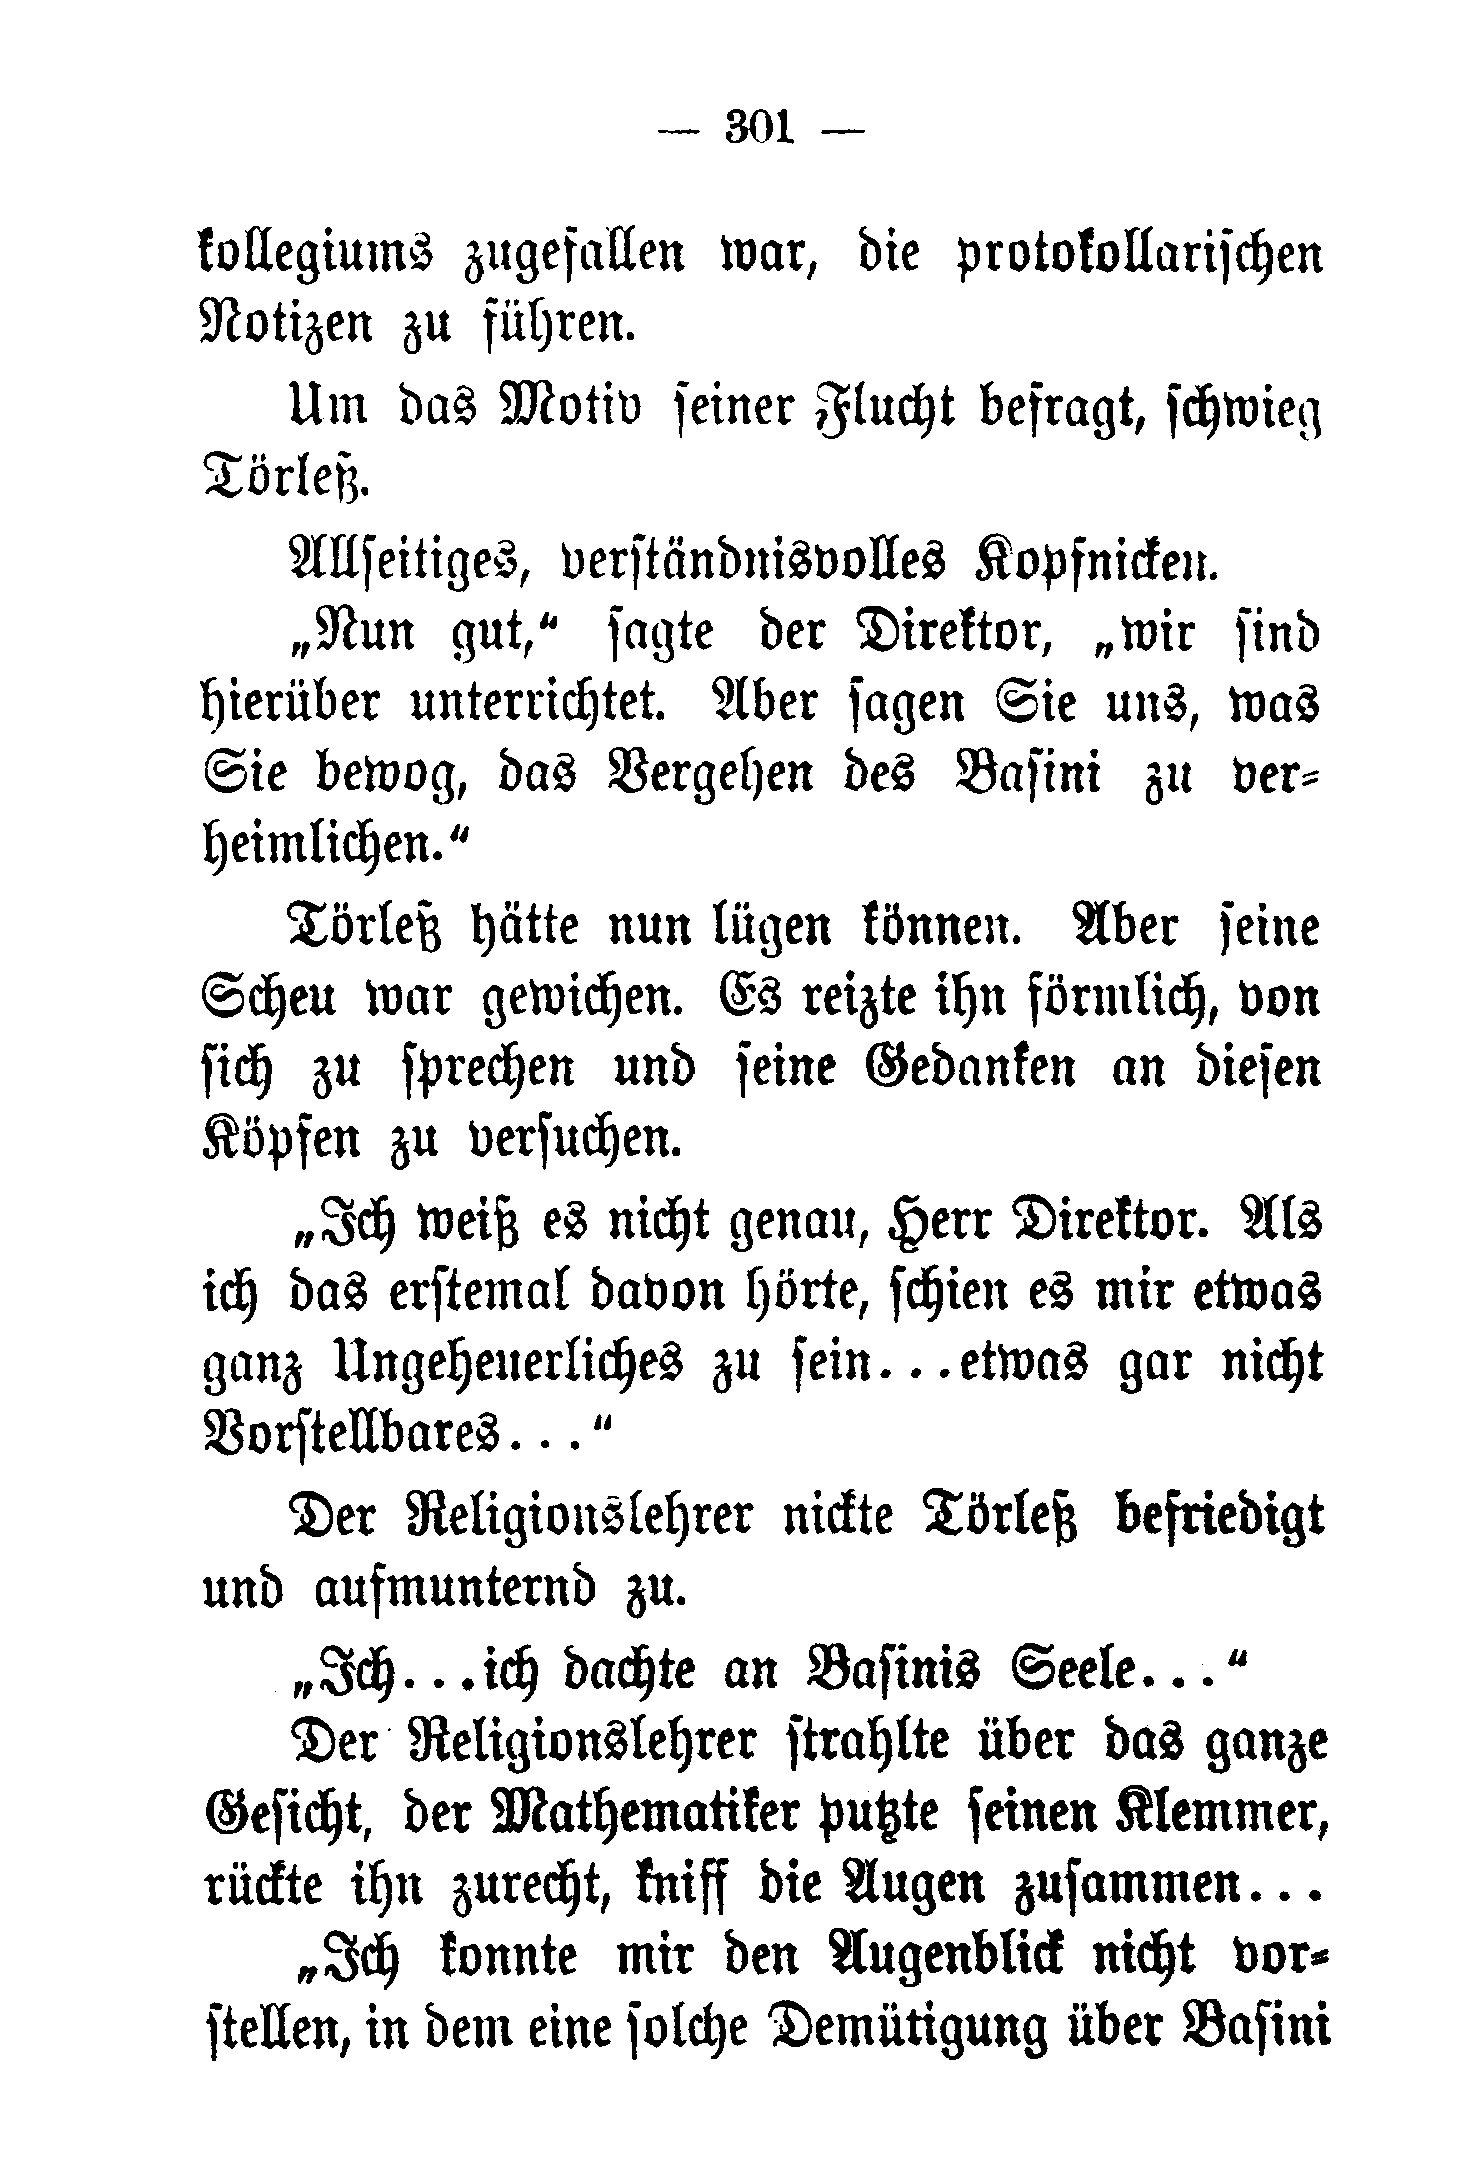 — 301 —
kollegiums zugefallen war, die protokollariſchen
Notizen zu führen.
Um das Motiv ſeiner Flucht befragt, ſchwieg
Törleß.
Allſeitiges, verſtändnisvolles Kopfnicken.
„Nun gut,“ ſagte der Direktor, „wir ſind
hierüber unterrichtet. Aber ſagen Sie uns, was
Sie bewog, das Vergehen des Baſini zu ver⸗
heimlichen.“
Törleß hätte nun lügen können. Aber ſeine
Scheu war gewichen. Es reizte ihn förmlich, von
ſich zu ſprechen und ſeine Gedanken an dieſen
Köpfen zu verſuchen.
„Ich weiß es nicht genau, Herr Direktor. Als
ich das erſtemal davon hörte, ſchien es mir etwas
ganz Ungeheuerliches zu ſein...etwas gar nicht
Vorſtellbares...“
Der Religionslehrer nickte Törleß befriedigt
und aufmunternd zu.
„Ich...ich dachte an Baſinis Seele...“
Der Religionslehrer ſtrahlte über das ganze
Geſicht, der Mathematiker putzte ſeinen Klemmer,
rückte ihn zurecht, kniff die Augen zuſammen...
„Ich konnte mir den Augenblick nicht vor⸗
ſtellen, in dem eine ſolche Demütigung über Baſini